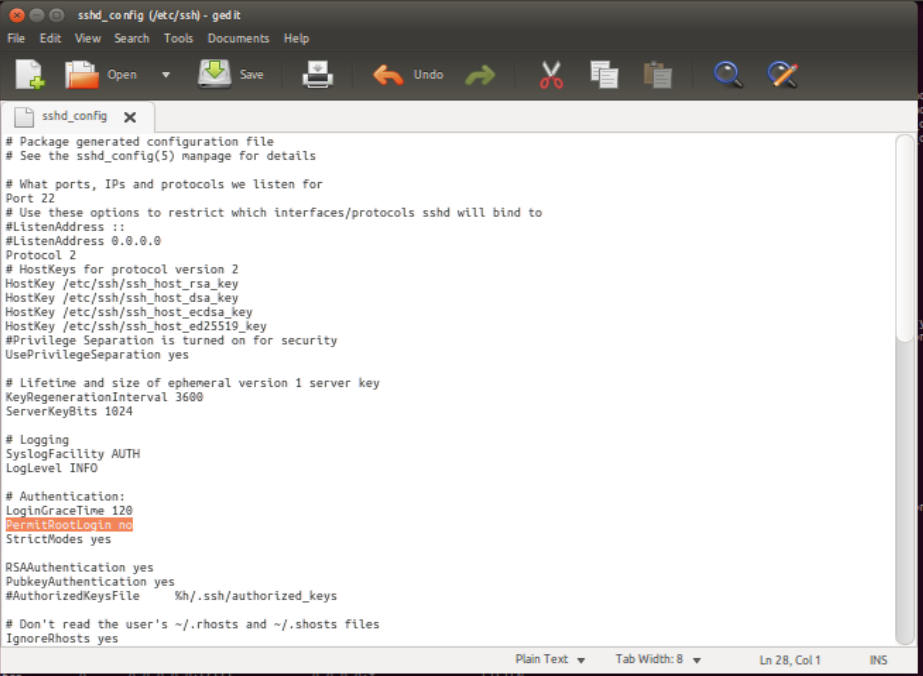 sshd_config (/etc/ssh) - gedit
File Edit View Search Tools Documents Help
Open Save Undo
sshd_config
# Package generated configuration file
# See the sshd_config(5) manpage for details
# What ports, IPs and protocols we listen for
Port 22
# Use these options to restrict which interfaces/protocols sshd will bind to
#ListenAddress ::
#ListenAddress 0.0.0.0
Protocol 2
# HostKeys for protocol version 2
HostKey /etc/ssh/ssh_host_rsa_key
HostKey /etc/ssh/ssh_host_dsa_key
HostKey /etc/ssh/ssh_host_ecdsa_key
HostKey /etc/ssh/ssh_host_ed25519_key
#Privilege Separation is turned on for security
UsePrivilegeSeparation yes
# Lifetime and size of ephemeral version 1 server key
KeyRegenerationInterval 3600
ServerKeyBits 1024
# Logging
SyslogFacility AUTH
LogLevel INFO
# Authentication:
LoginGraceTime 120
PermitRootLogin no
StrictModes yes
RSAAuthentication yes
PubkeyAuthentication yes
#AuthorizedKeysFile     %h/.ssh/authorized_keys
# Don't read the user's ~/.rhosts and ~/.shosts files
IgnoreRhosts yes
Plain Text Tab Width: 8 Ln 28, Col 1 INS